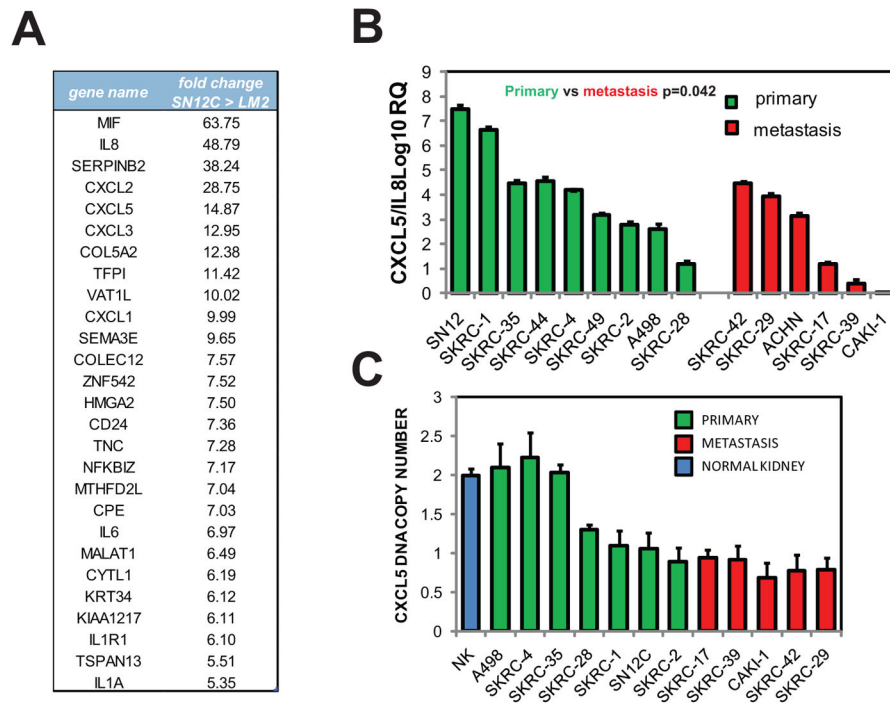 A
gene name fold change
SN12C > LM2
MIF 63.75
IL8 48.79
SERPINB2 38.24
CXCL2 28.75
CXCL5 14.87
CXCL3 12.95
COL5A2 12.38
TFPI 11.42
VAT1L 10.02
CXCL1 9.99
SEMA3E 9.65
COLEC12 7.57
ZNF542 7.52
HMGA2 7.50
CD24 7.36
TNC 7.28
NFKBIZ 7.17
MTHFD2L 7.04
CPE 7.03
IL6 6.97
MALAT1 6.49
CYTL1 6.19
KRT34 6.12
KIAA1217 6.11
IL1R1 6.10
TSPAN13 5.51
IL1A 5.35
B
CXCL5/IL8Log10 RQ
9
8
7
6
5
4
3
2
1
0
Primary vs metastasis p=0.042
primary
metastasis
SN12
SKRC-1
SKRC-35
SKRC-44
SKRC-4
SKRC-49
SKRC-2
A498
SKRC-28
SKRC-42
SKRC-29
ACHN
SKRC-17
SKRC-39
CAKI-1
C
CXCL5 DNACOPY NUMBER
3
2.5
2
1.5
1
0.5
0
PRIMARY
METASTASIS
NORMAL KIDNEY
NK
A498
SKRC-4
SKRC-35
SKRC-28
SKRC-1
SN12C
SKRC-2
SKRC-17
SKRC-39
CAKI-1
SKRC-42
SKRC-29